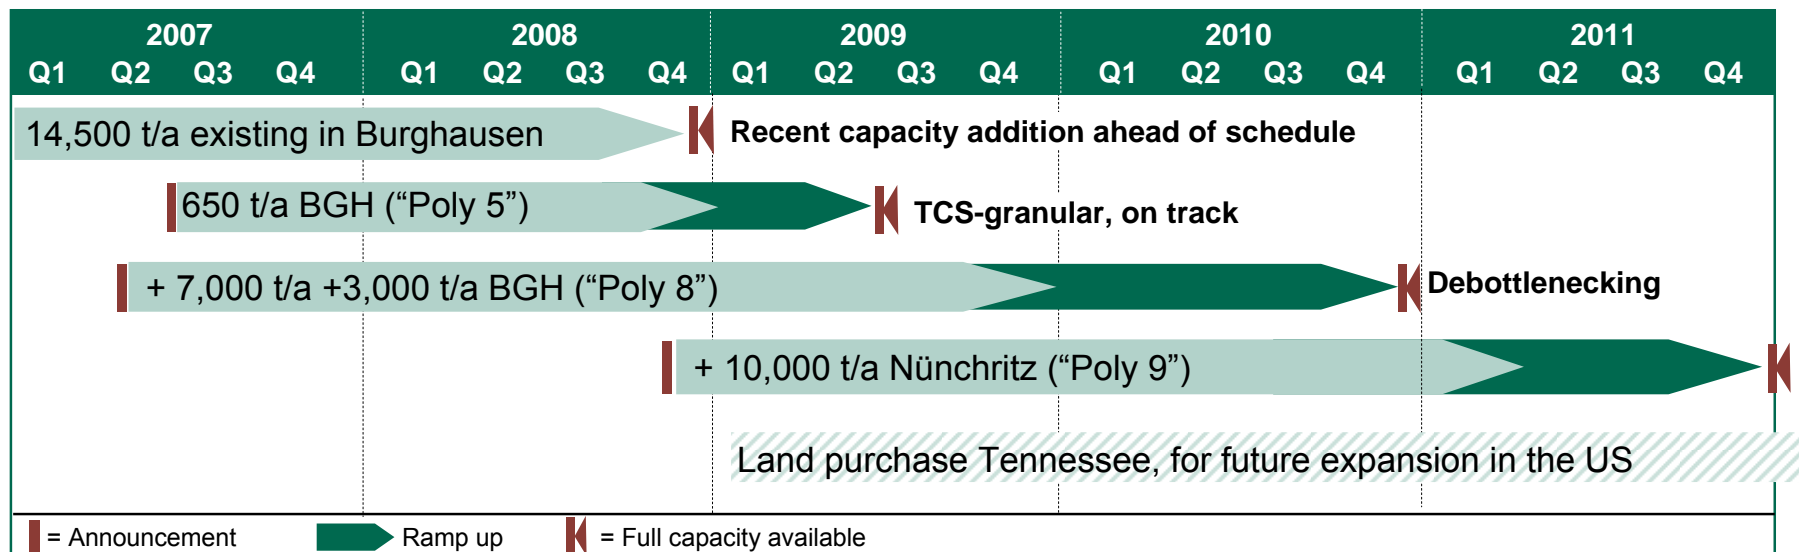 2007 2008 2009 2010 2011
Q1 Q2 Q3 Q4 Q1 Q2 Q3 Q4 Q1 Q2 Q3 Q4 Q1 Q2 Q3 Q4 Q1 Q2 Q3 Q4
14,500 t/a existing in Burghausen
Recent capacity addition ahead of schedule
650 t/a BGH (“Poly 5”)
TCS-granular, on track
+ 7,000 t/a +3,000 t/a BGH (“Poly 8”)
Debottlenecking
+ 10,000 t/a Nünchritz (“Poly 9”)
Land purchase Tennessee, for future expansion in the US
= Announcement Ramp up = Full capacity available